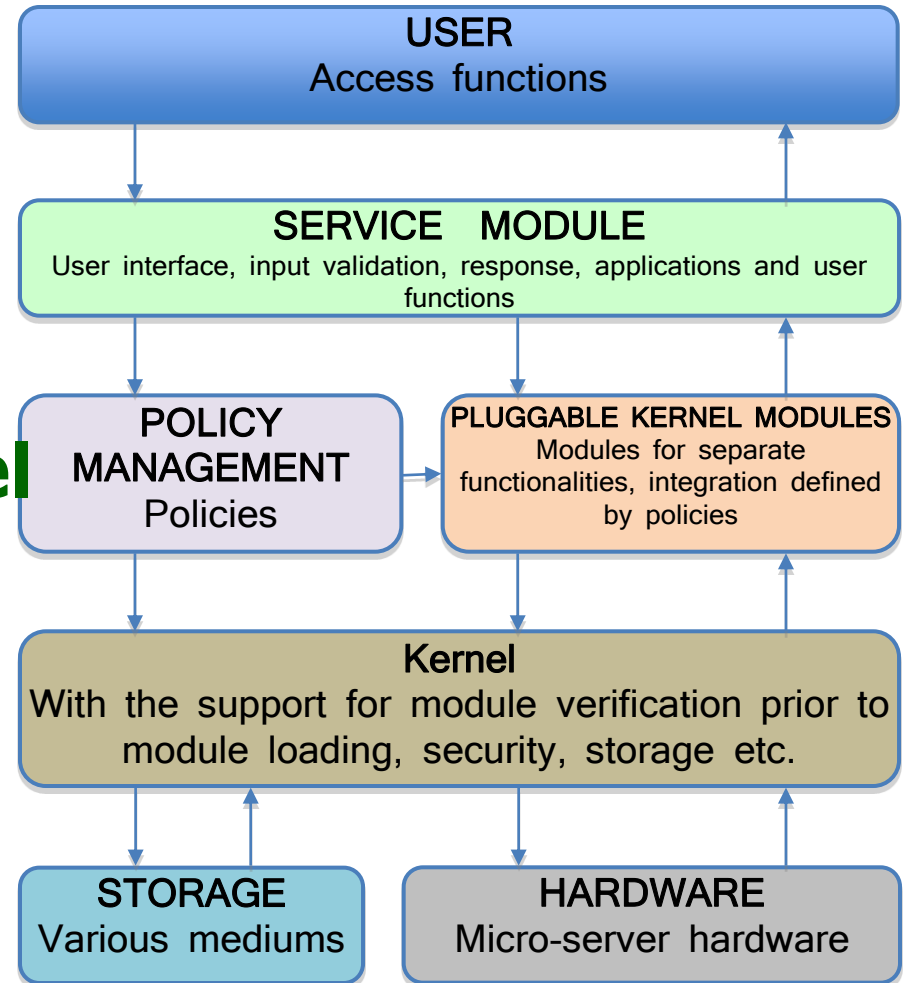 USER
Access functions
SERVICE MODULE
User interface, input validation, response, applications and user
functions
POLICY
MANAGEMENT
Policies
PLUGGABLE KERNEL MODULES
Modules for separate
functionalities, integration defined
by policies
el
Kernel
With the support for module verification prior to
module loading, security, storage etc.
STORAGE
Various mediums
HARDWARE
Micro-server hardware